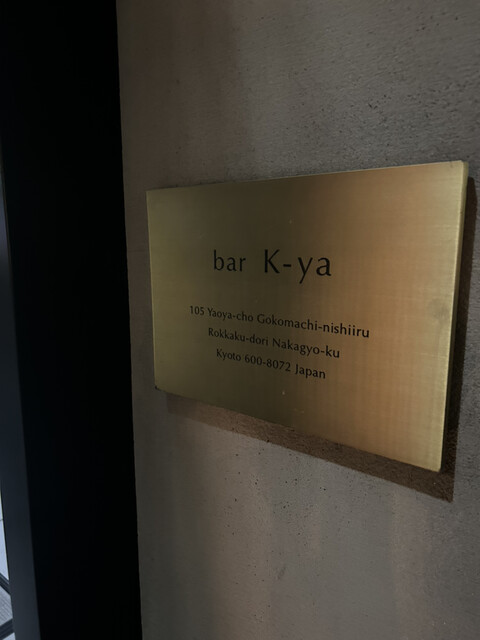 bar K-ya
105 Yaoya-cho Gokomachi-nishiiru
Rokkaku-dori Nakagyo-ku
Kyoto 600-8072 Japan